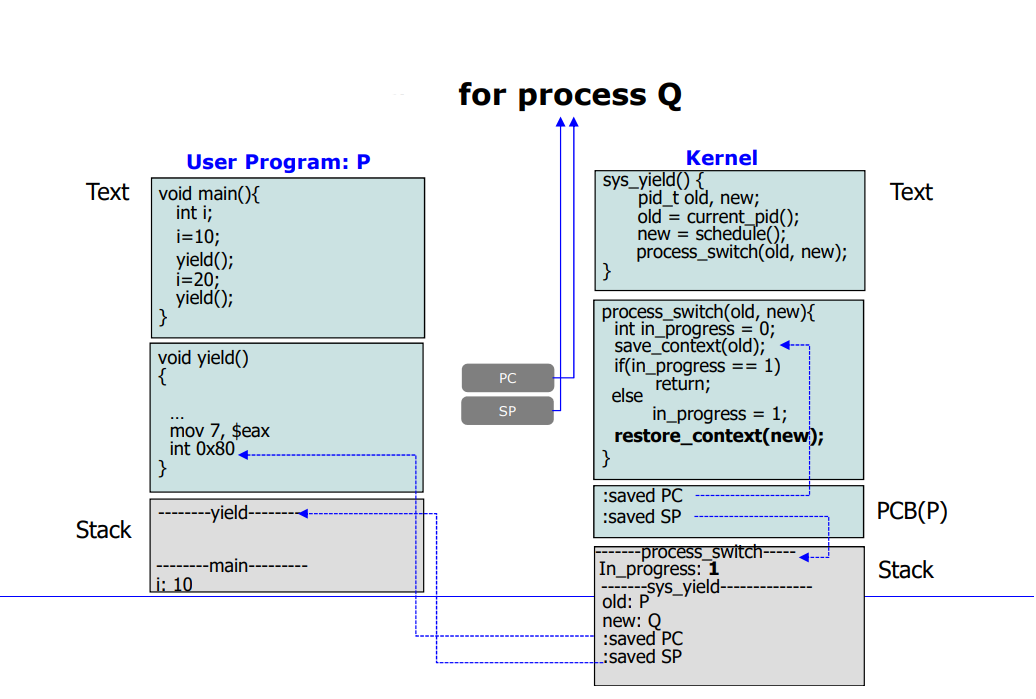 for process Q
User Program: P
Text
void main(){
int i;
i=10;
yield();
i=20;
yield();
}
void yield()
{
…
mov 7, $eax
int 0x80
}
Stack
--------yield--------
--------main---------
i: 10
PC
SP
Kernel
Text
sys_yield() {
pid_t old, new;
old = current_pid();
new = schedule();
process_switch(old, new);
}
process_switch(old, new){
int in_progress = 0;
save_context(old);
if(in_progress == 1)
return;
else
in_progress = 1;
restore_context(new);
}
:saved PC
:saved SP
PCB(P)
-------process_switch-----
In_progress: 1
-------sys_yield--------------
old: P
new: Q
:saved PC
:saved SP
Stack